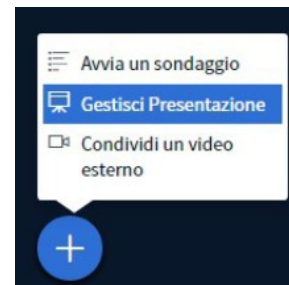 Avvia un sondaggio
Gestisci Presentazione
Condividi un video
esterno